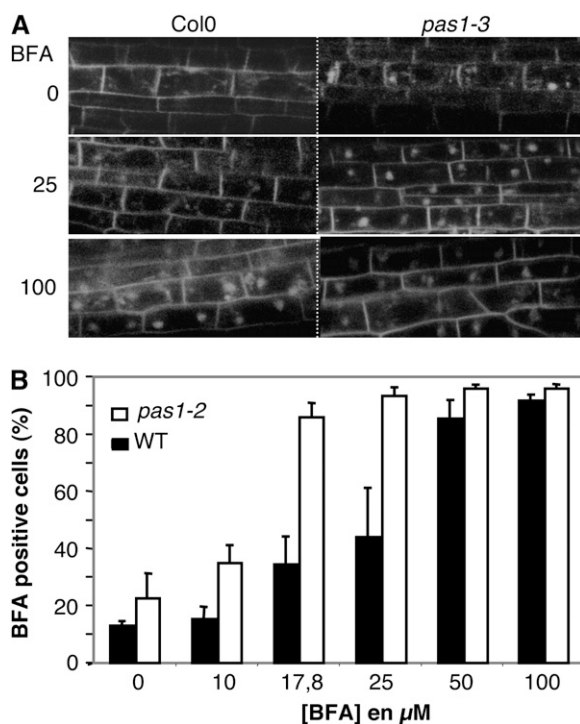 A
Col0
pas1-3
BFA
0
25
100
B
BFA positive cells (%)
100
80
60
40
20
0
pas1-2
WT
0 10 17,8 25 50 100
[BFA] en µM